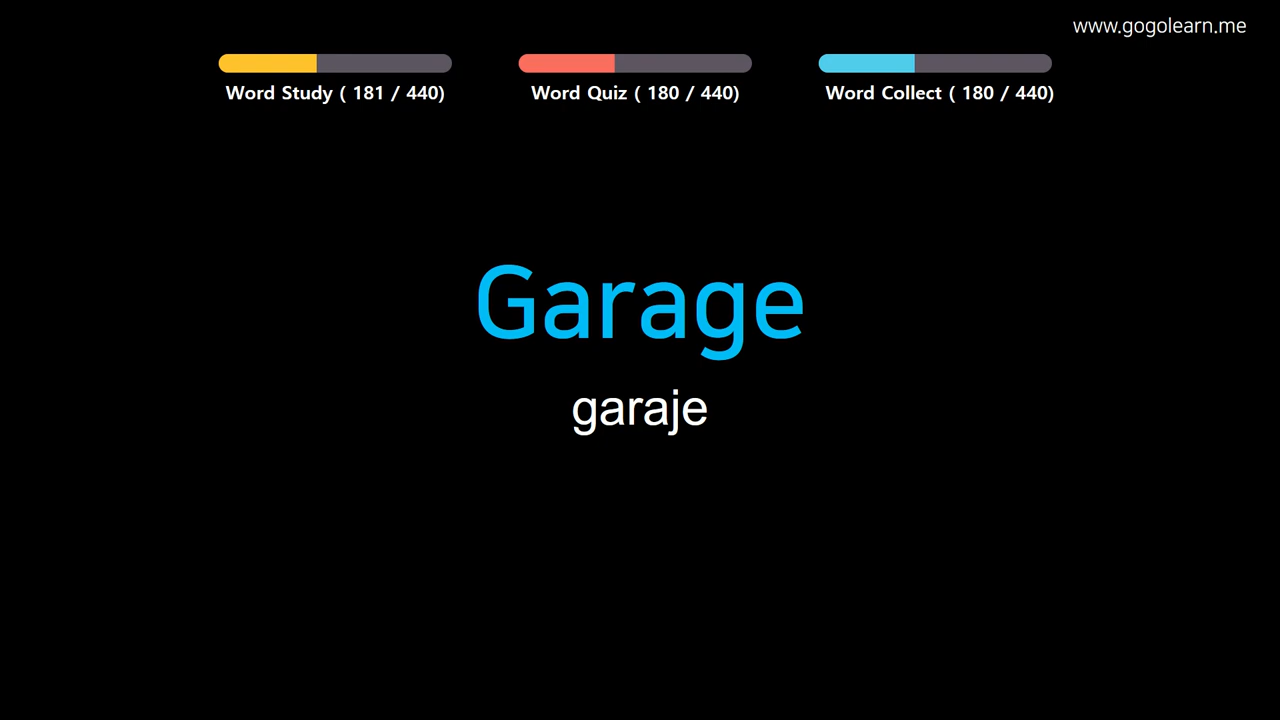 www.gogolearn.me
Word Study ( 181 / 440)
Word Quiz ( 180 / 440)
Word Collect ( 180 / 440)
Garage
garaje